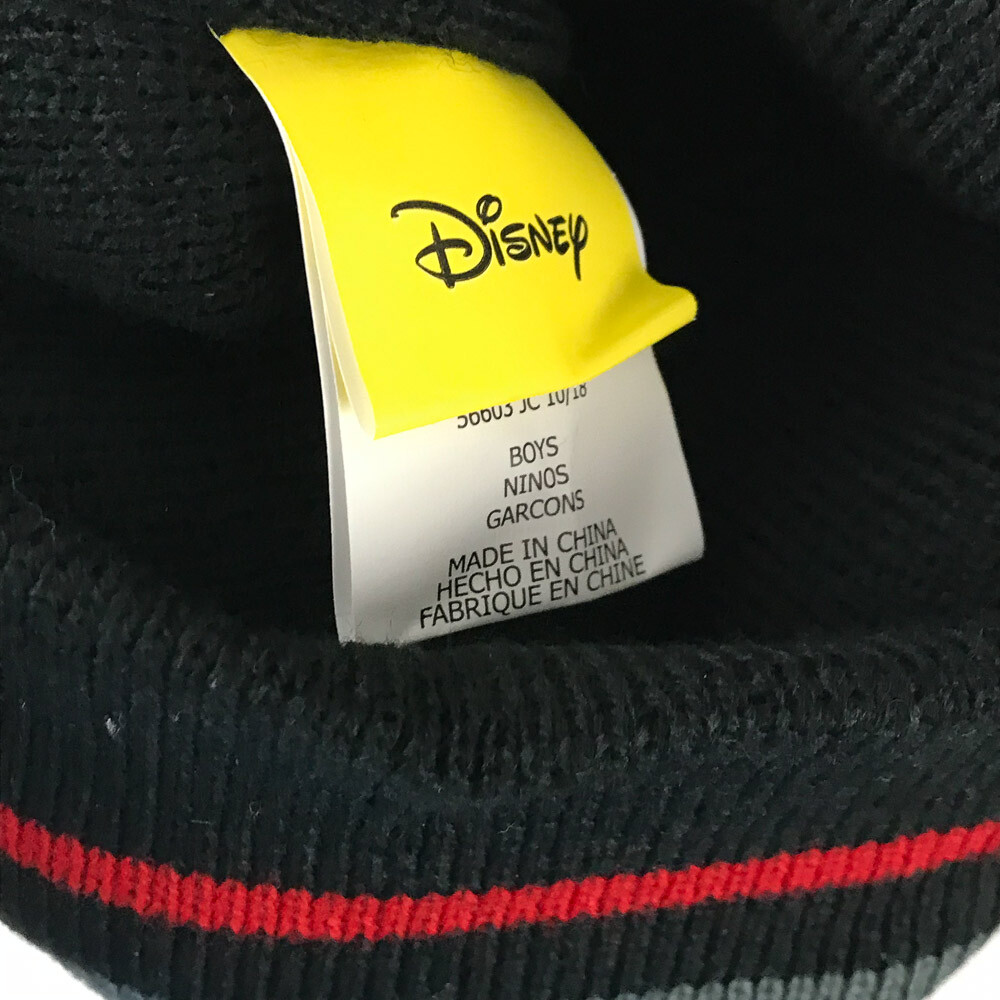 Disney
56603 JC 10/18
BOYS
NINOS
GARCONS
MADE IN CHINA
HECHO EN CHINA
FABRIQUE EN CHINE